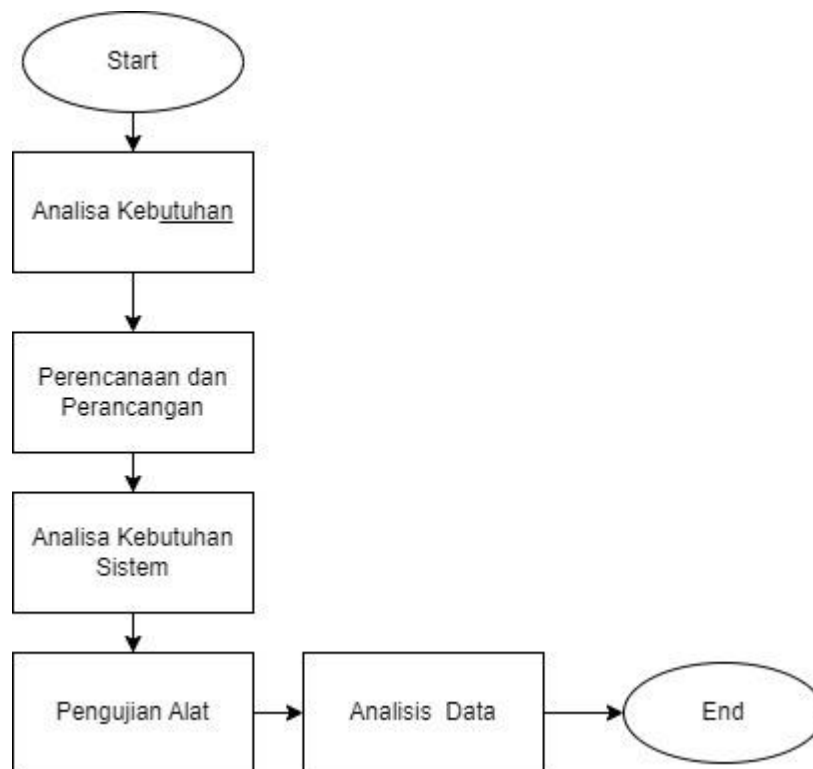 Start
Analisa Kebutuhan
Perencanaan dan
Perancangan
Analisa Kebutuhan
Sistem
Pengujian Alat
Analisis Data
End